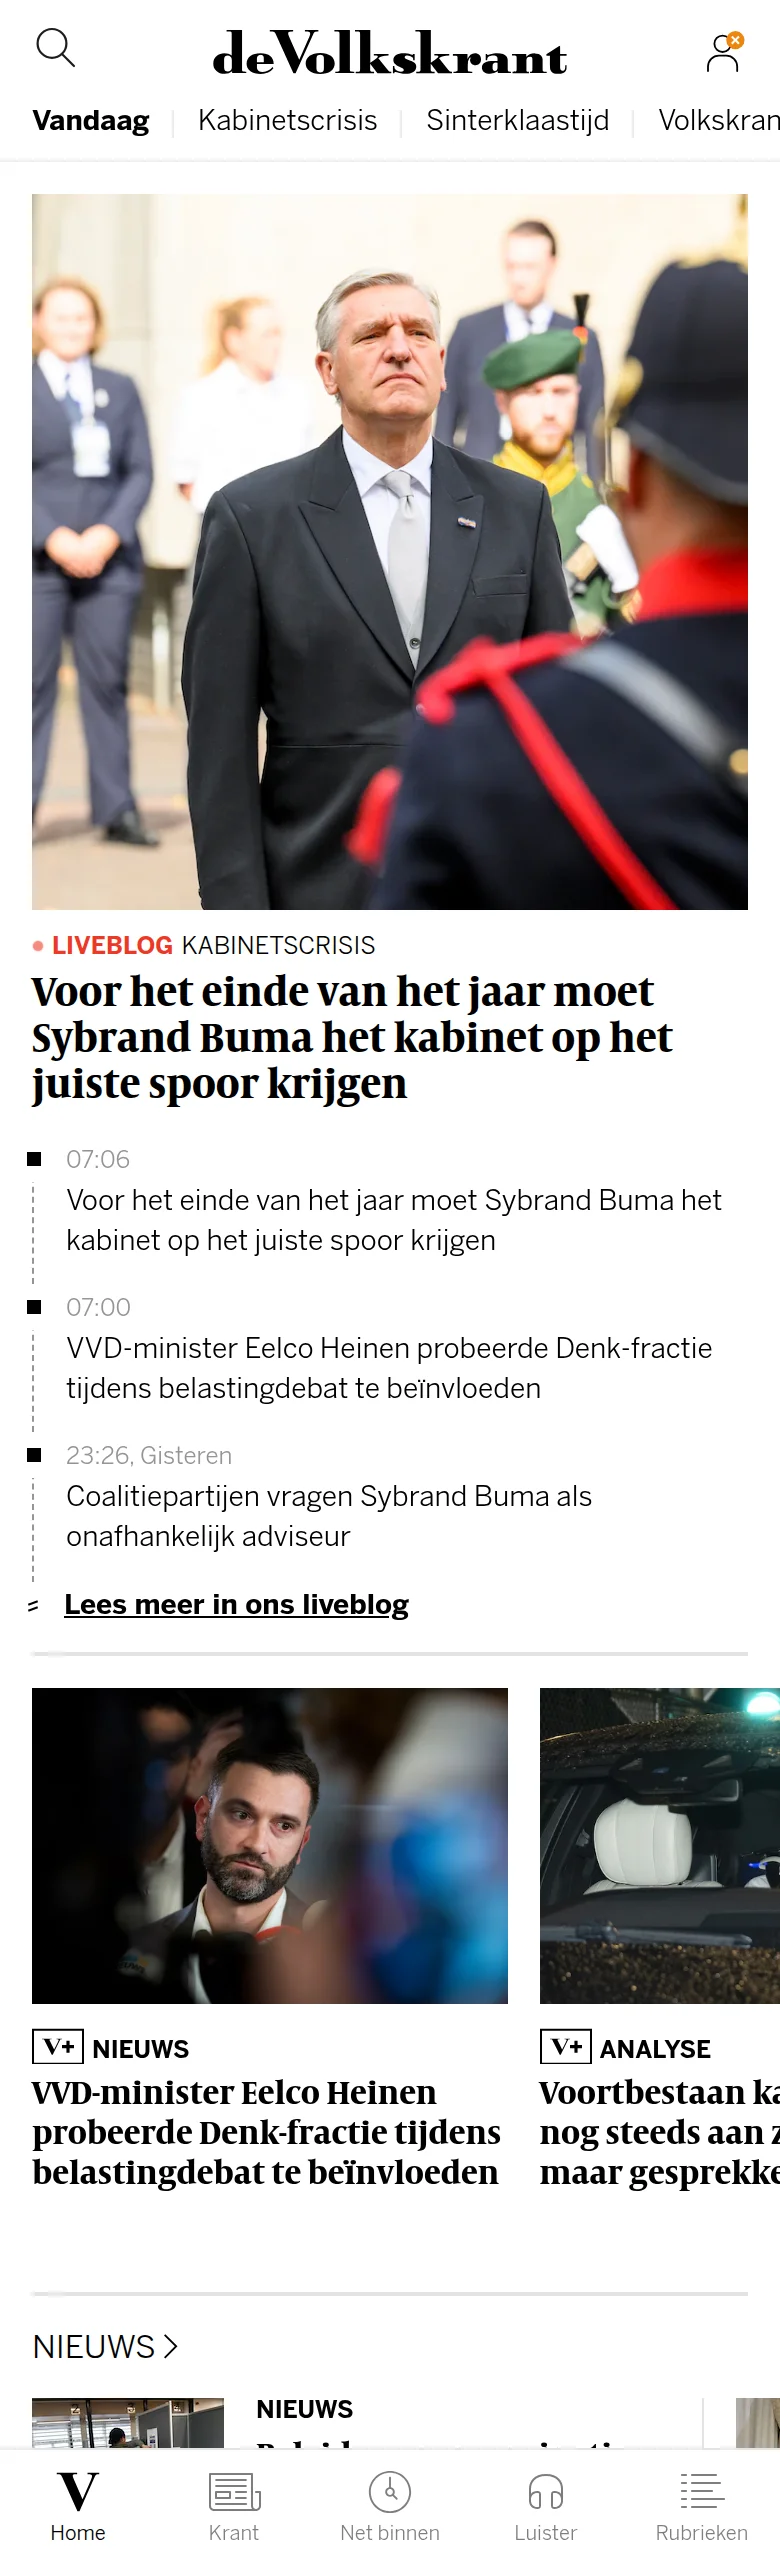 deVolkskrant
Vandaag
Kabinetscrisis
Sinterklaastijd
Volkskran
LIVEBLOG KABINETSCRISIS
Voor het einde van het jaar moet
Sybrand Buma het kabinet op het
juiste spoor krijgen
07:06
Voor het einde van het jaar moet Sybrand Buma het
kabinet op het juiste spoor krijgen
07:00
VVD-minister Eelco Heinen probeerde Denk-fractie
tijdens belastingdebat te beïnvloeden
23:26, Gisteren
Coalitiepartijen vragen Sybrand Buma als
onafhankelijk adviseur
Lees meer in ons liveblog
V+ NIEUWS
VVD-minister Eelco Heinen
probeerde Denk-fractie tijdens
belastingdebat te beïnvloeden
V+ ANALYSE
Voortbestaan ka
nog steeds aan z
maar gesprekke
NIEUWS
NIEUWS
V
Home
Krant
Net binnen
Luister
Rubrieken